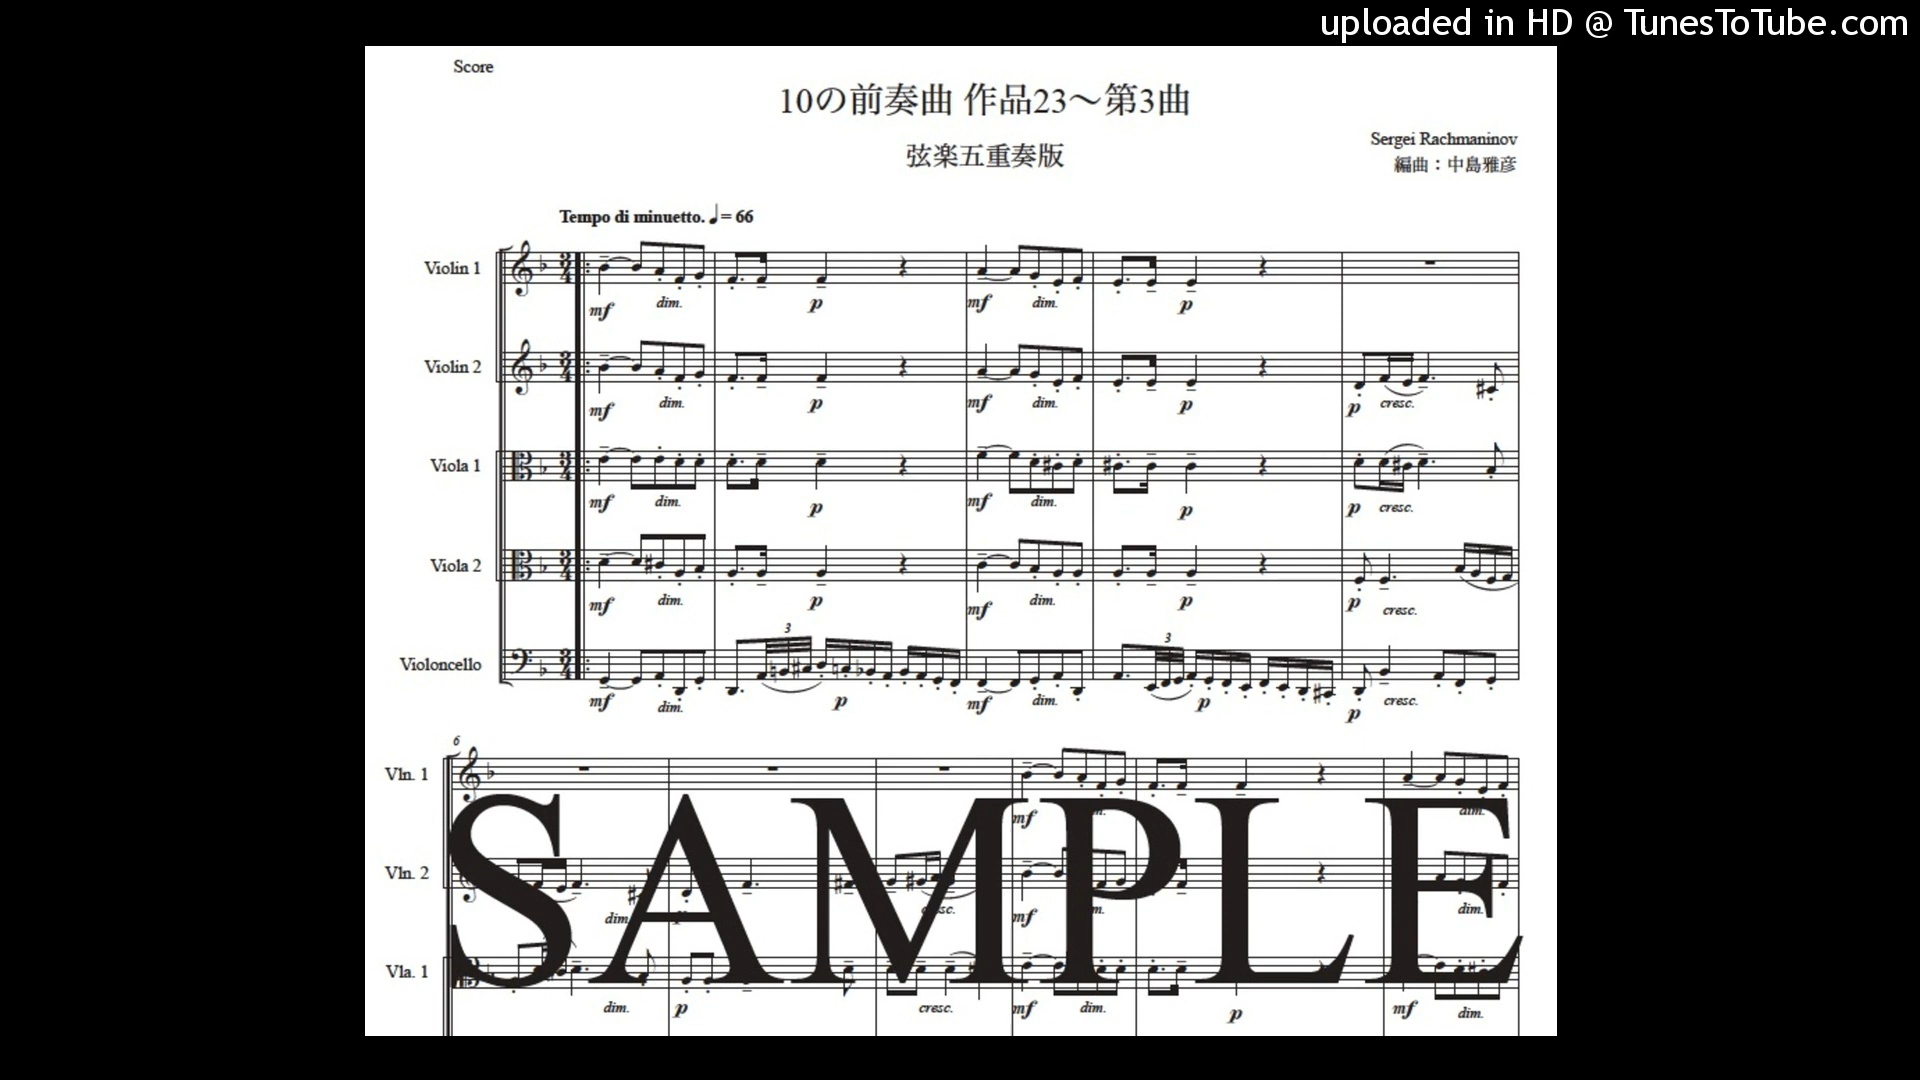 uploaded in HD @ TunesToTube.com
Score
10の前奏曲 作品23～第3曲
弦楽五重奏版
Sergei Rachmaninov
編曲：中島雅彦
Tempo di minuetto. ♩= 66
Violin 1
mf dim. p mf dim. p
Violin 2
mf dim. p mf dim. p p cresc.
Viola 1
mf dim. p mf dim. p p cresc.
Viola 2
mf dim. p mf dim. p p cresc.
3 3
Violoncello
mf dim. p mf dim. p p cresc.
6
Vln. 1
mf dim.
SAMPLE
Vln. 2
dim. mf dim.
Vla. 1
dim. p cresc. mf dim. p mf dim.